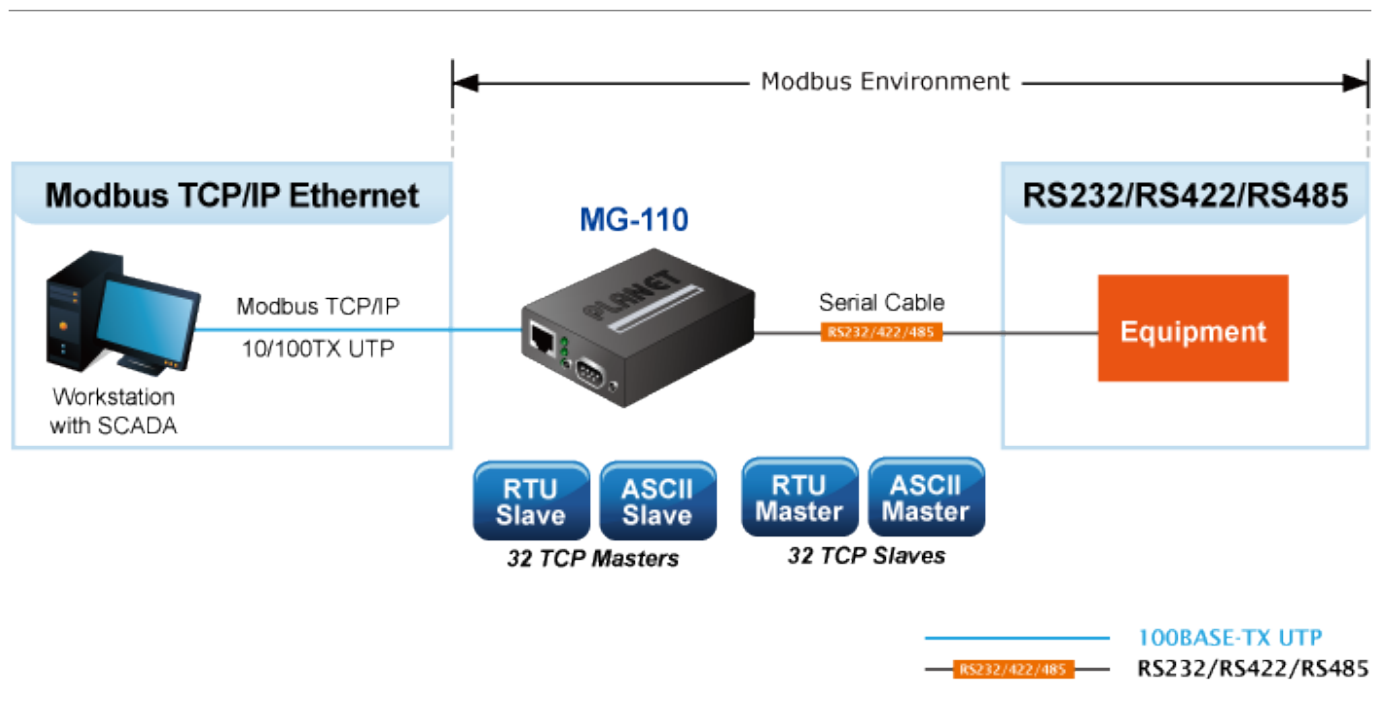 Modbus Environment
Modbus TCP/IP Ethernet
RS232/RS422/RS485
MG-110
PLANET
Modbus TCP/IP
10/100TX UTP
Serial Cable
RS232/422/485
Equipment
Workstation
with SCADA
RTU
Slave
ASCII
Slave
RTU
Master
ASCII
Master
32 TCP Masters
32 TCP Slaves
100BASE-TX UTP
RS232/422/485
RS232/RS422/RS485